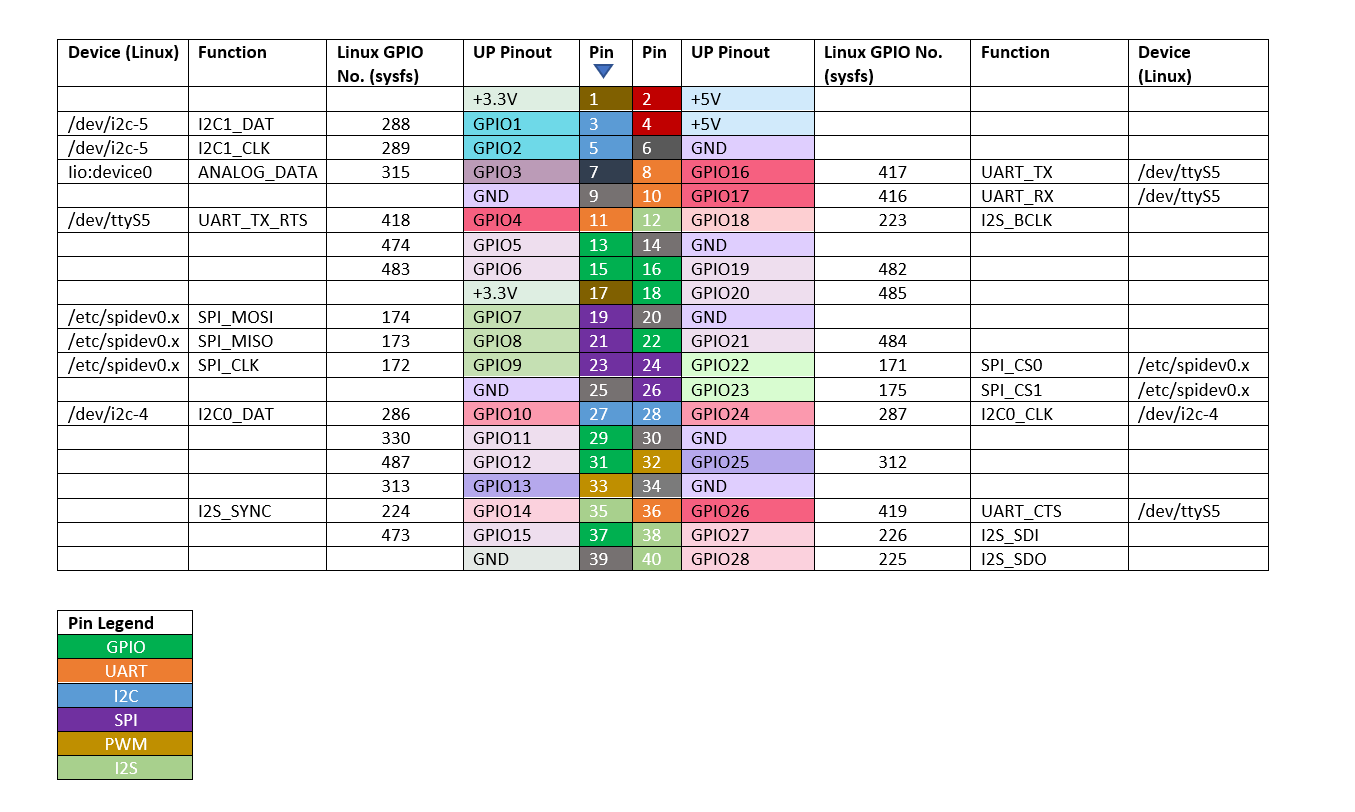 Device (Linux) Function Linux GPIO No. (sysfs) UP Pinout Pin Pin UP Pinout Linux GPIO No. (sysfs) Function Device (Linux)
+3.3V 1 2 +5V
/dev/i2c-5 I2C1_DAT 288 GPIO1 3 4 +5V
/dev/i2c-5 I2C1_CLK 289 GPIO2 5 6 GND
Iio:device0 ANALOG_DATA 315 GPIO3 7 8 GPIO16 417 UART_TX /dev/ttyS5
GND 9 10 GPIO17 416 UART_RX /dev/ttyS5
/dev/ttyS5 UART_TX_RTS 418 GPIO4 11 12 GPIO18 223 I2S_BCLK
474 GPIO5 13 14 GND
483 GPIO6 15 16 GPIO19 482
+3.3V 17 18 GPIO20 485
/etc/spidev0.x SPI_MOSI 174 GPIO7 19 20 GND
/etc/spidev0.x SPI_MISO 173 GPIO8 21 22 GPIO21 484
/etc/spidev0.x SPI_CLK 172 GPIO9 23 24 GPIO22 171 SPI_CS0 /etc/spidev0.x
GND 25 26 GPIO23 175 SPI_CS1 /etc/spidev0.x
/dev/i2c-4 I2C0_DAT 286 GPIO10 27 28 GPIO24 287 I2C0_CLK /dev/i2c-4
330 GPIO11 29 30 GND
487 GPIO12 31 32 GPIO25 312
313 GPIO13 33 34 GND
I2S_SYNC 224 GPIO14 35 36 GPIO26 419 UART_CTS /dev/ttyS5
473 GPIO15 37 38 GPIO27 226 I2S_SDI
GND 39 40 GPIO28 225 I2S_SDO
Pin Legend
GPIO
UART
I2C
SPI
PWM
I2S